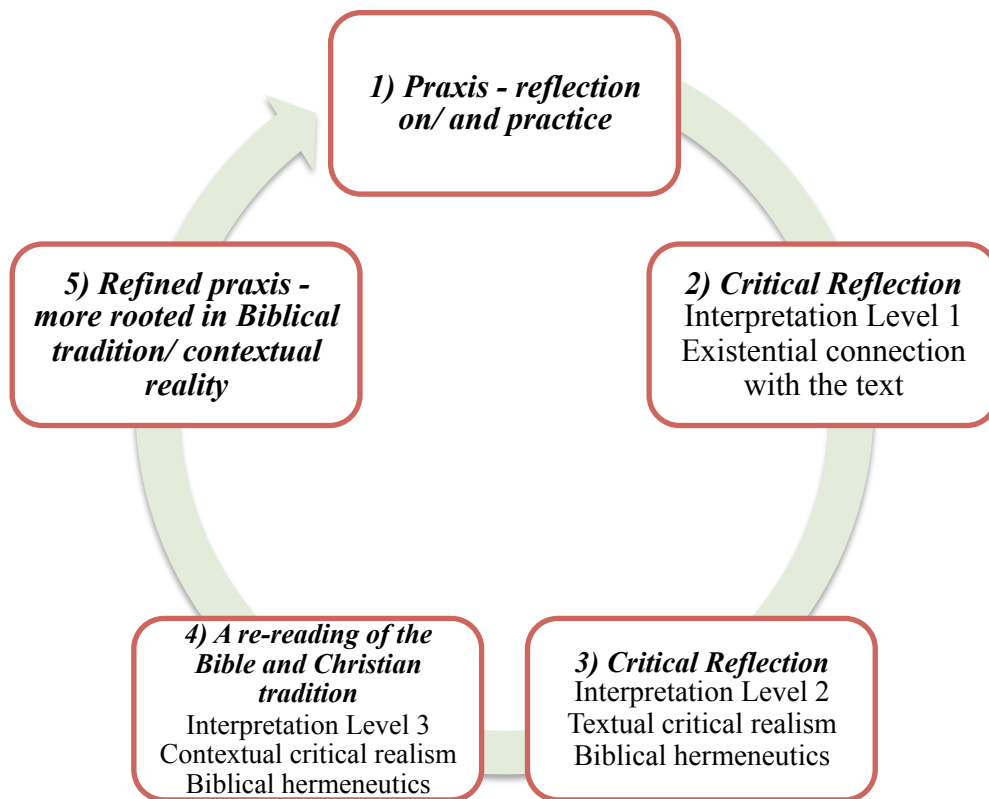 1) Praxis - reflection
on/ and practice
2) Critical Reflection
Interpretation Level 1
Existential connection
with the text
3) Critical Reflection
Interpretation Level 2
Textual critical realism
Biblical hermeneutics
4) A re-reading of the
Bible and Christian
tradition
Interpretation Level 3
Contextual critical realism
Biblical hermeneutics
5) Refined praxis -
more rooted in Biblical
tradition/ contextual
reality